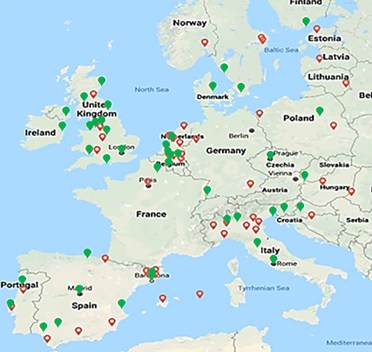 Finland
Norway
Estonia
Baltic Sea
Latvia
North Sea
Denmark
Lithuania
United
Kingdom
Ireland
London
Netherlands
Berlin
Poland
Germany
Belgium
Prague
Czechia
Vienna
Slovakia
Paris
Austria
Hungary
France
Croatia
Serbia
Italy
Rome
Barcelona
Portugal
Madrid
Spain
Tyrrhenian Sea
Mediterranea